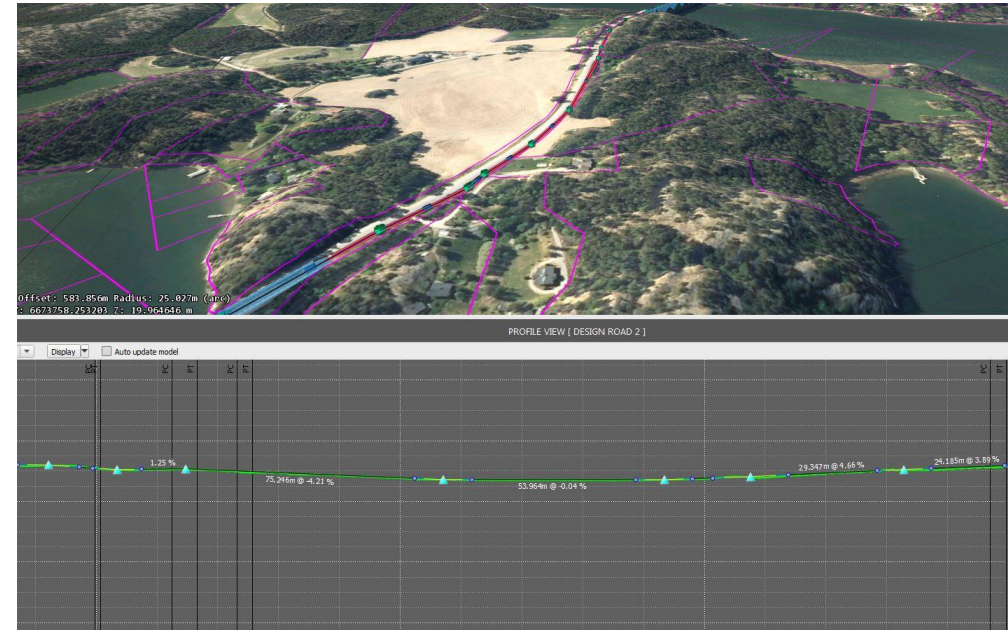 Offset: 583.856m Radius: 25.027m (arc)
: 6673758.253203 Z: 19.964646 m
PROFILE VIEW [ DESIGN ROAD 2 ]
Display
Auto update model
PC
PT
PC
PT
PC
PT
PC
PT
1.25 %
75.246m @ -4.21 %
53.964m @ -0.04 %
29.347m @ 4.66 %
24.185m @ 3.89 %